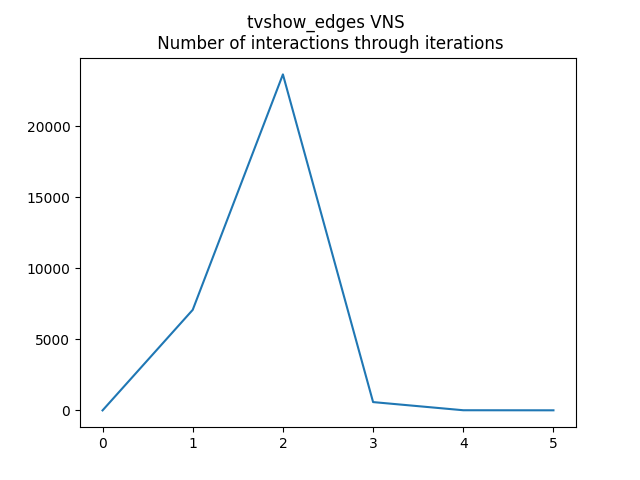 tvshow_edges VNS
Number of interactions through iterations
20000
15000
10000
5000
0
0 1 2 3 4 5